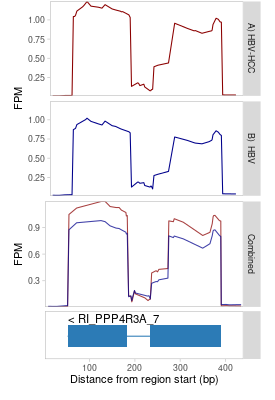 1.00
0.75
0.50
0.25
A) HBV-HCC
FPM
1.00
0.75
0.50
0.25
B) HBV
0.9
0.6
0.3
Combined
FPM
< RI_PPP4R3A_7
100 200 300 400
Distance from region start (bp)